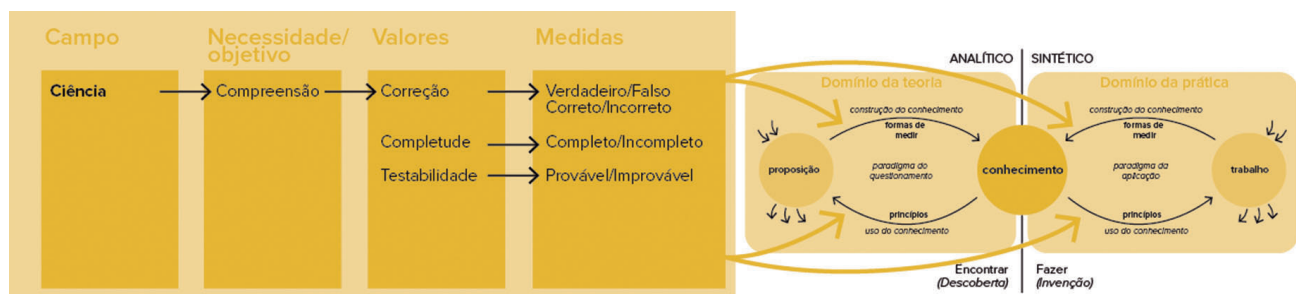 Campo
Necessidade/
objetivo
Valores
Medidas
Ciência
Compreensão
Correção
Verdadeiro/Falso
Correto/Incorreto
Completude
Completo/Incompleto
Testabilidade
Provável/Improvável
ANALÍTICO
SINTÉTICO
Domínio da teoria
Domínio da prática
construção do conhecimento
formas de
medir
proposição
paradigma do
questionamento
princípios
uso do conhecimento
conhecimento
construção do conhecimento
formas de
medir
paradigma da
aplicação
trabalho
princípios
uso do conhecimento
Encontrar
(Descoberta)
Fazer
(Invenção)